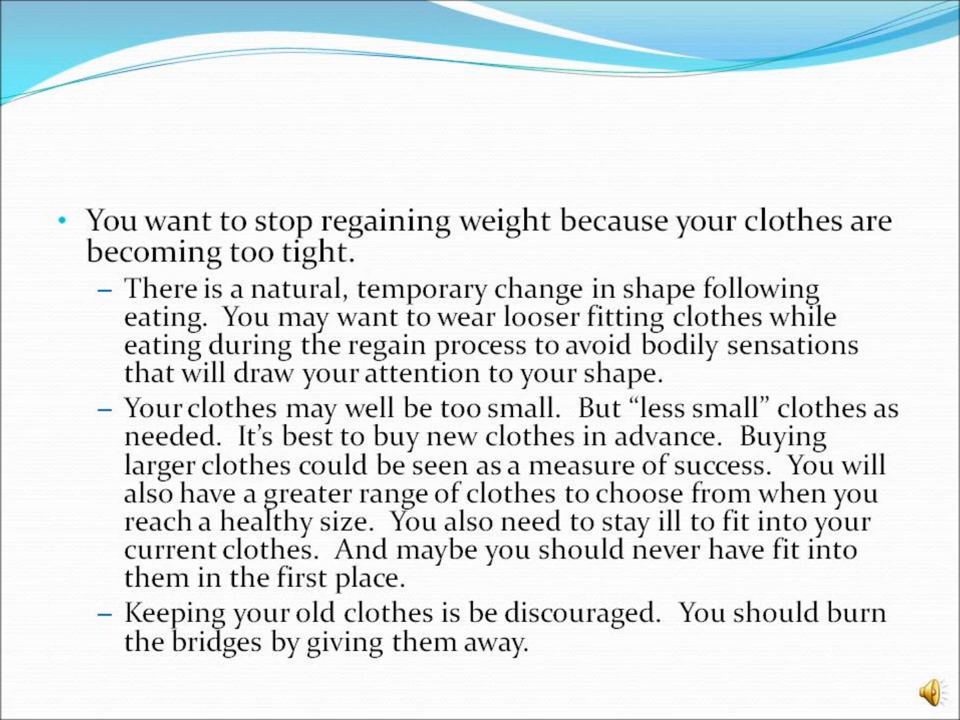 • You want to stop regaining weight because your clothes are
becoming too tight.
– There is a natural, temporary change in shape following
eating.  You may want to wear looser fitting clothes while
eating during the regain process to avoid bodily sensations
that will draw your attention to your shape.
– Your clothes may well be too small.  But “less small” clothes as
needed.  It’s best to buy new clothes in advance.  Buying
larger clothes could be seen as a measure of success.  You will
also have a greater range of clothes to choose from when you
reach a healthy size.  You also need to stay ill to fit into your
current clothes.  And maybe you should never have fit into
them in the first place.
– Keeping your old clothes is be discouraged.  You should burn
the bridges by giving them away.